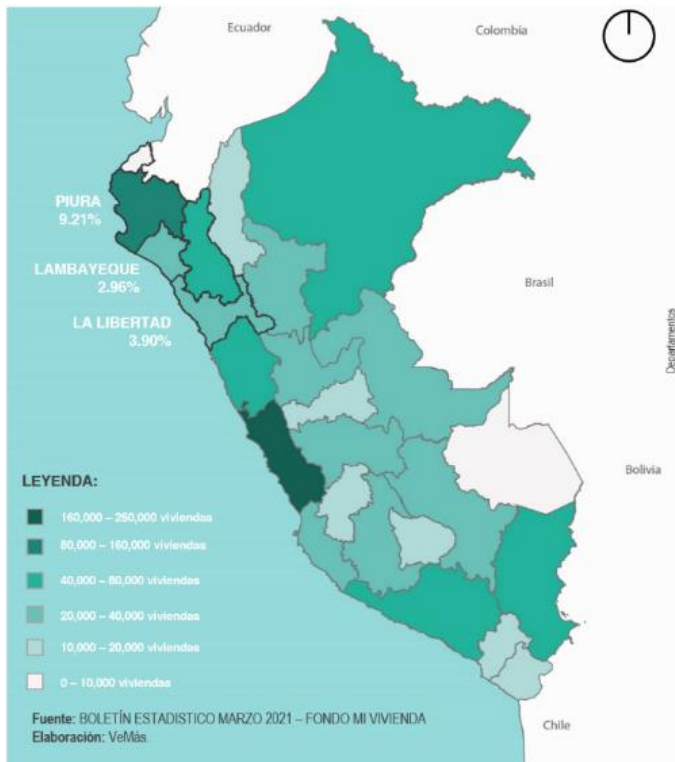 Ecuador
Colombia
PIURA
9.21%
LAMBAYEQUE
2.96%
LA LIBERTAD
3.90%
Brasil
Departamentos
Bolivia
LEYENDA:
160,000 – 250,000 viviendas
80,000 – 160,000 viviendas
40,000 – 80,000 viviendas
20,000 – 40,000 viviendas
10,000 – 20,000 viviendas
0 – 10,000 viviendas
Fuente: BOLETÍN ESTADISTICO MARZO 2021 – FONDO MI VIVIENDA
Elaboración: VeMás.
Chile